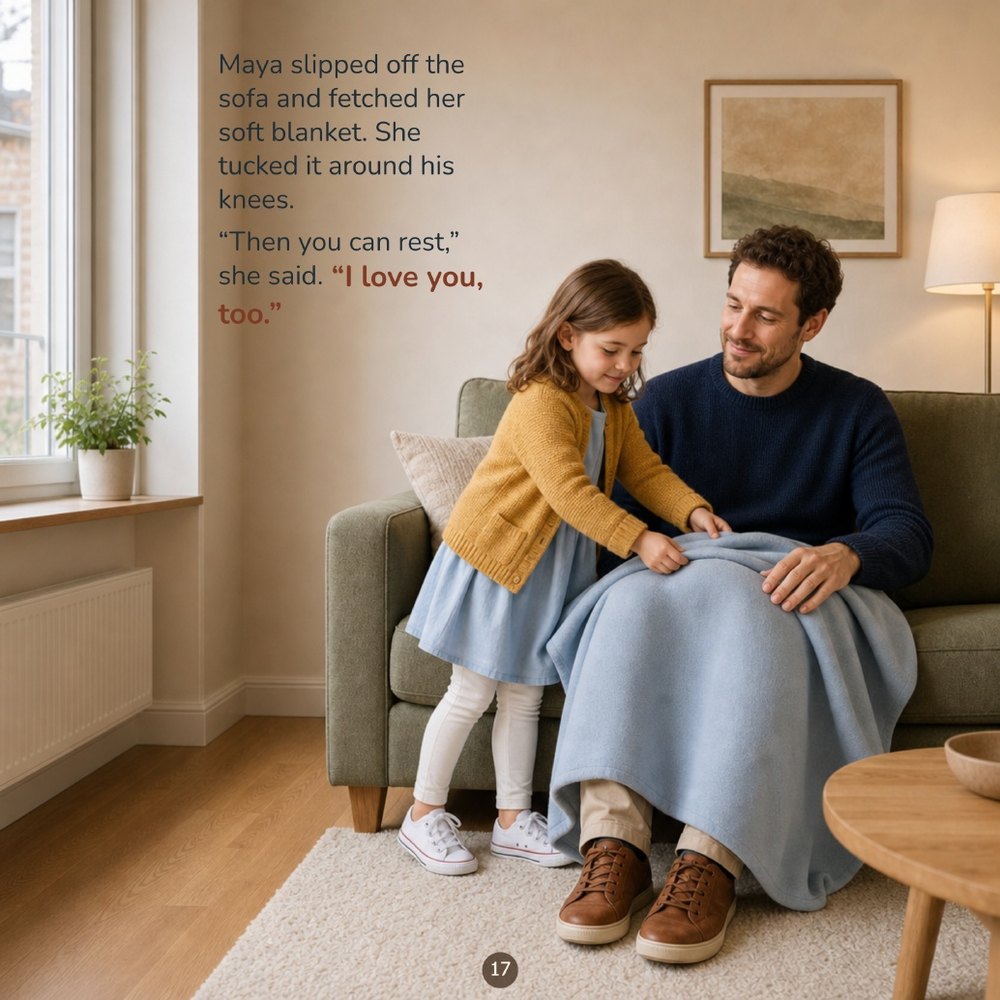 Maya slipped off the
sofa and fetched her
soft blanket. She
tucked it around his
knees.
“Then you can rest,”
she said. “I love you,
too.”
17